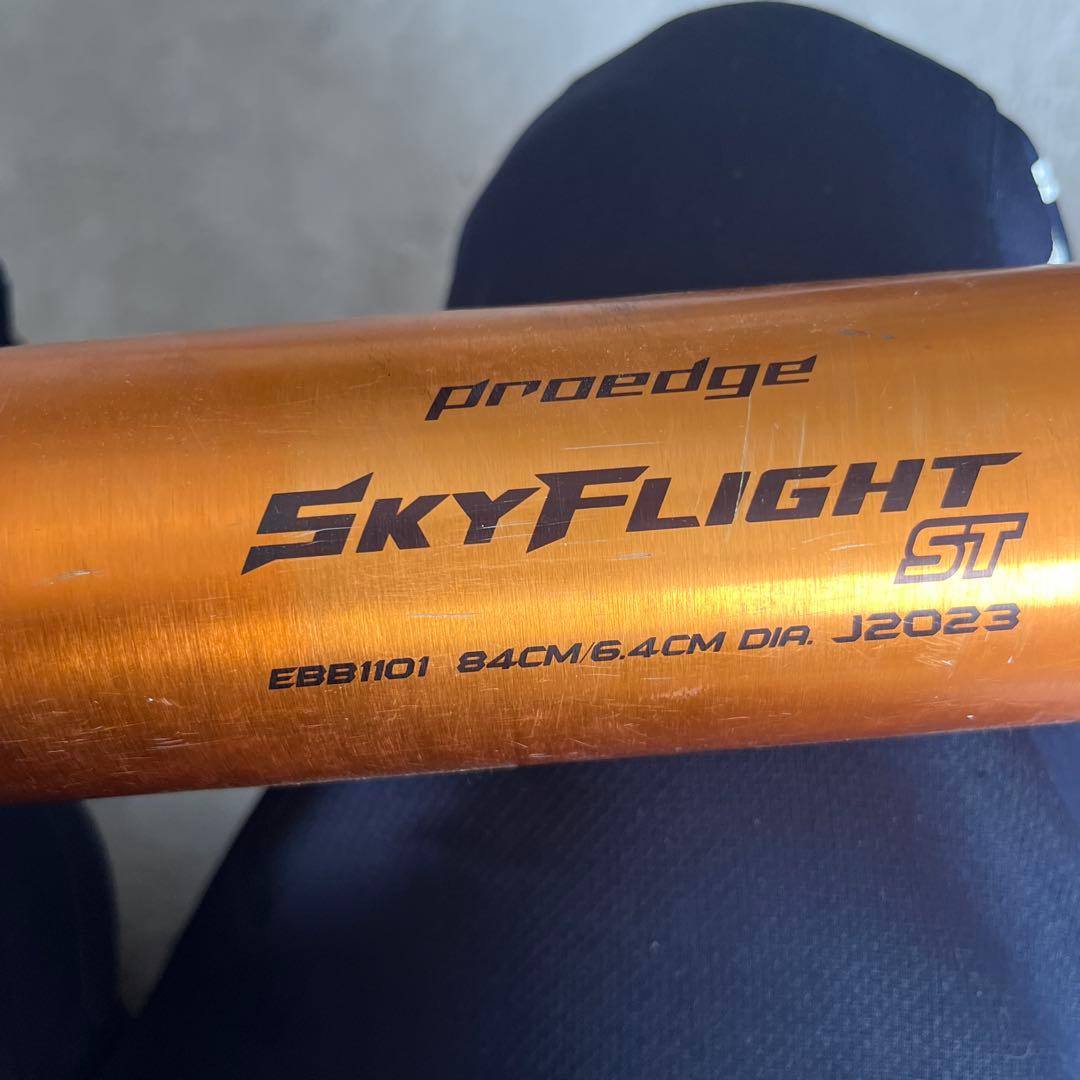 proedge
SKYFLIGHT
ST
EBB1101 84CM/6.4CM DIA. J2023